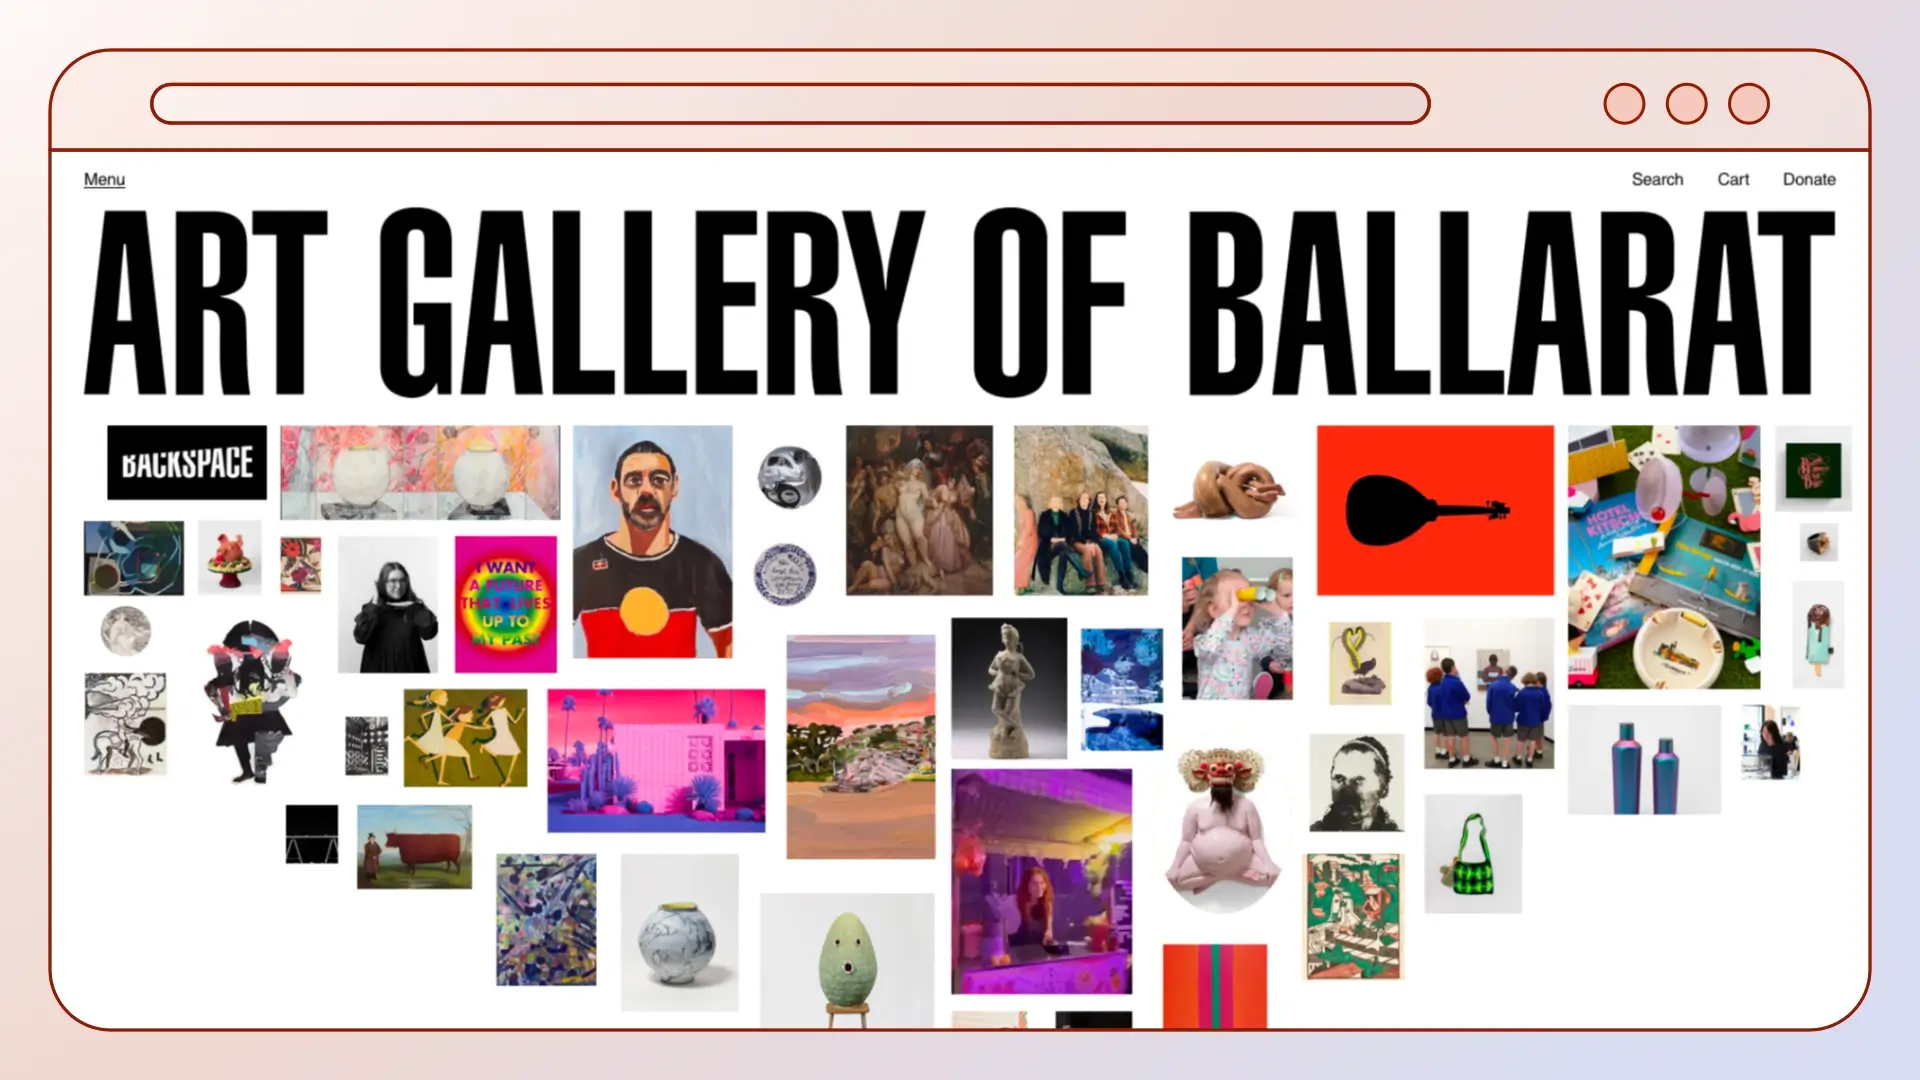 Menu
Search
Cart
Donate
ART GALLERY OF BALLARAT
BACKSPACE
I WANT
A FUTURE
THAT LIVES
UP TO
MY PAST
HOTEL
KITSCH